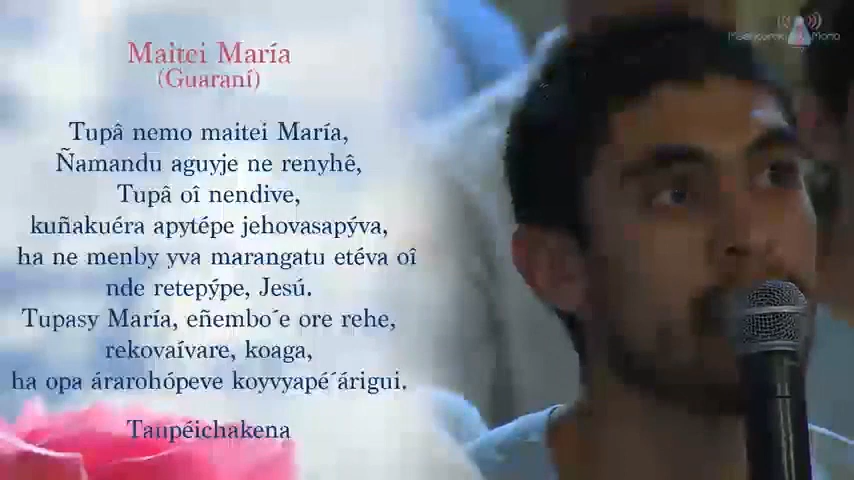 Maitei María
(Guaraní)
Tupâ nemo maitei María,
Ñamandu aguyje ne renyhê,
Tupâ oî nendive,
kuñakuéra apytépe jehovasapýva,
ha ne menby yva marangatu etéva oî
nde retepýpe, Jesú.
Tupasy María, eñembo´e ore rehe,
rekovaívare, koaga,
ha opa árarohópeve koyvyapé´árigui.
Taupéichakena